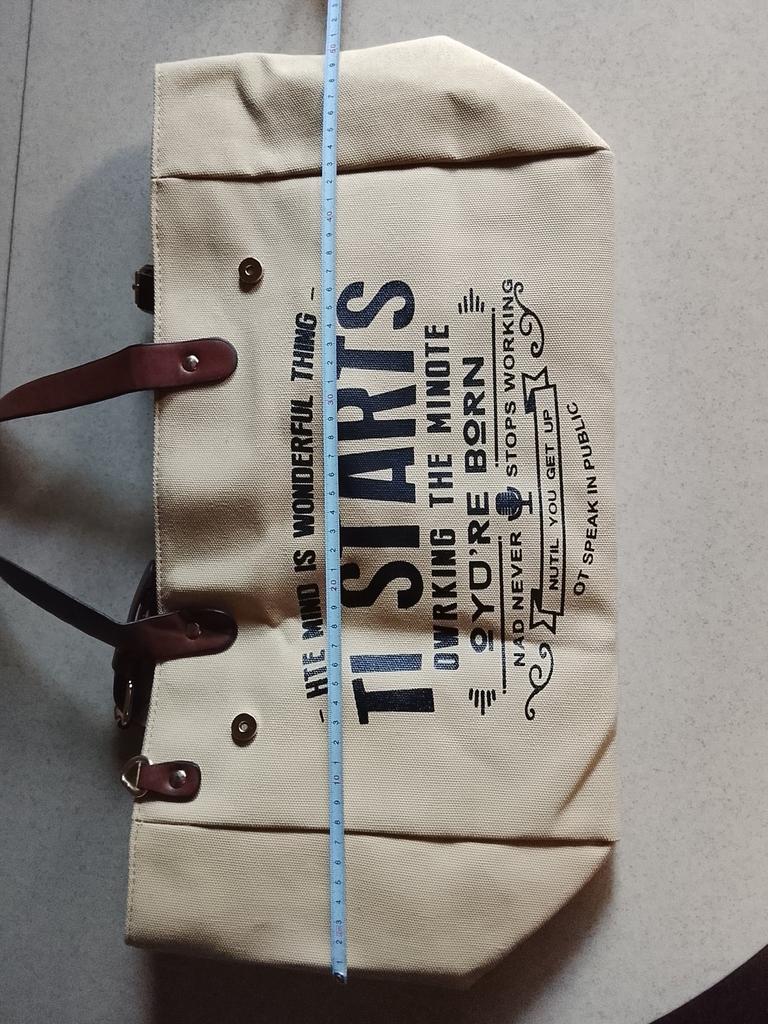 - HTE MIND IS WONDERFUL THING -
TI STARTS
OWRKING THE MINOTE
OYU'RE BORN
NAD NEVER STOPS WORKING
NUTIL YOU GET UP
OT SPEAK IN PUBLIC